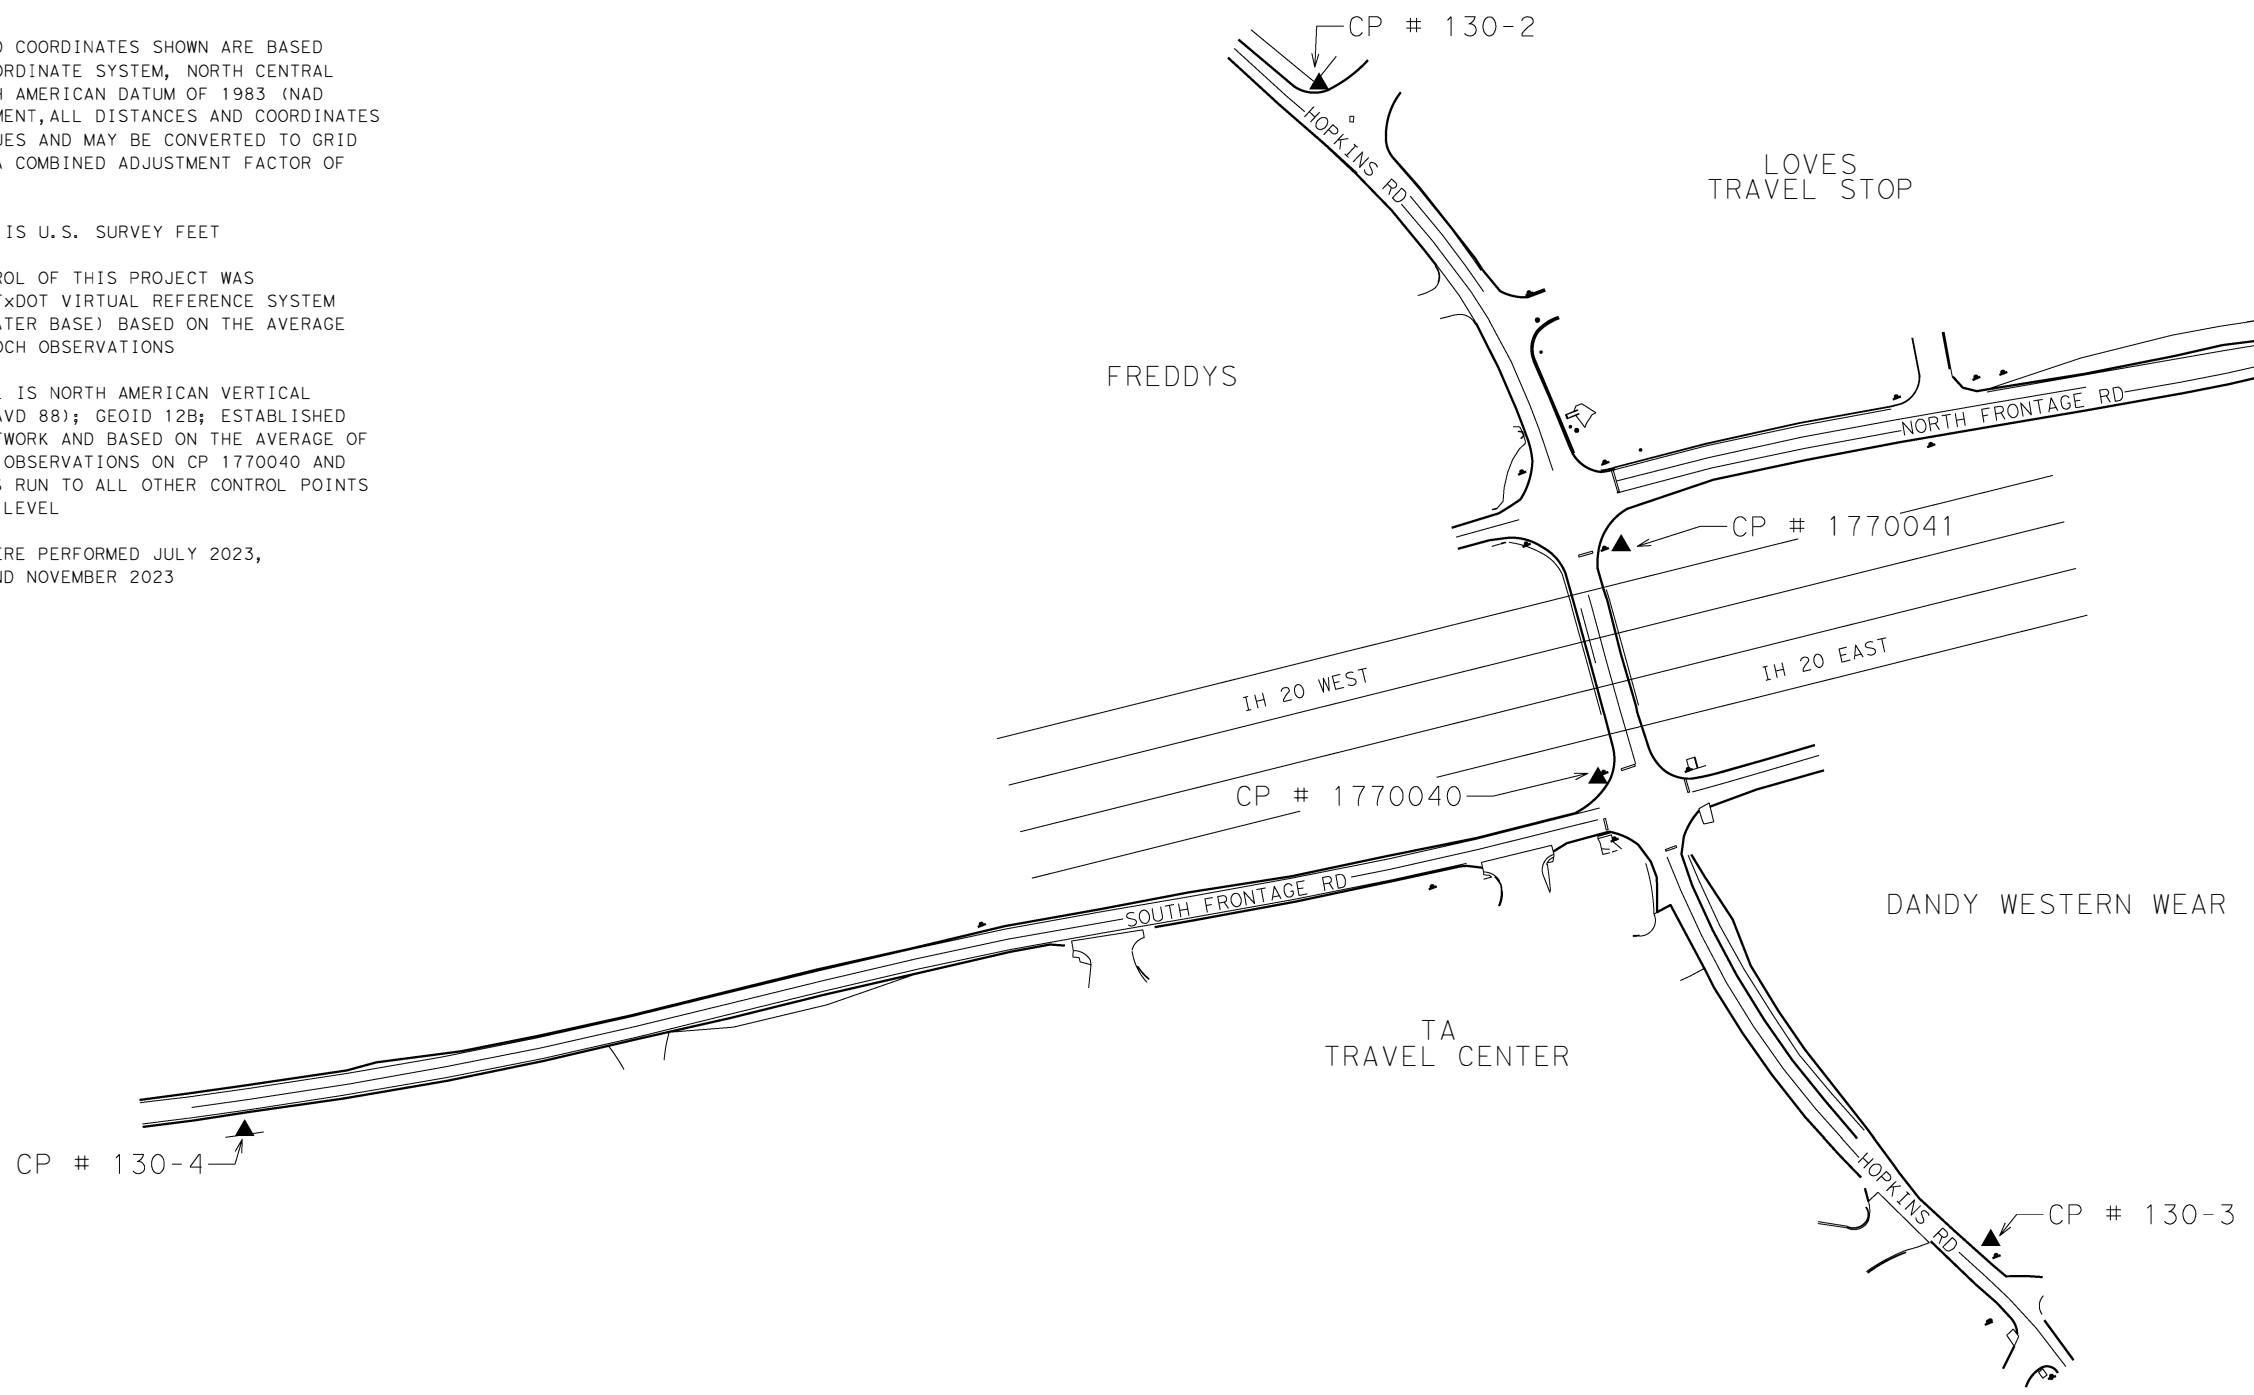 COORDINATES SHOWN ARE BASED
ORDINATE SYSTEM, NORTH CENTRAL
AMERICAN DATUM OF 1983 (NAD
MENT, ALL DISTANCES AND COORDINATES
UES AND MAY BE CONVERTED TO GRID
A COMBINED ADJUSTMENT FACTOR OF
IS U.S. SURVEY FEET
ROL OF THIS PROJECT WAS
TxDOT VIRTUAL REFERENCE SYSTEM
ATER BASE) BASED ON THE AVERAGE
OCH OBSERVATIONS
IS NORTH AMERICAN VERTICAL
AVD 88); GEOID 12B; ESTABLISHED
TWORK AND BASED ON THE AVERAGE OF
OBSERVATIONS ON CP 1770040 AND
S RUN TO ALL OTHER CONTROL POINTS
LEVEL
ERE PERFORMED JULY 2023,
ND NOVEMBER 2023
CP # 130-2
HOPKINS RD
LOVES
TRAVEL STOP
FREDDYS
NORTH FRONTAGE RD
CP # 1770041
IH 20 WEST
IH 20 EAST
CP # 1770040
SOUTH FRONTAGE RD
DANDY WESTERN WEAR
TA
TRAVEL CENTER
CP # 130-4
HOPKINS RD
CP # 130-3